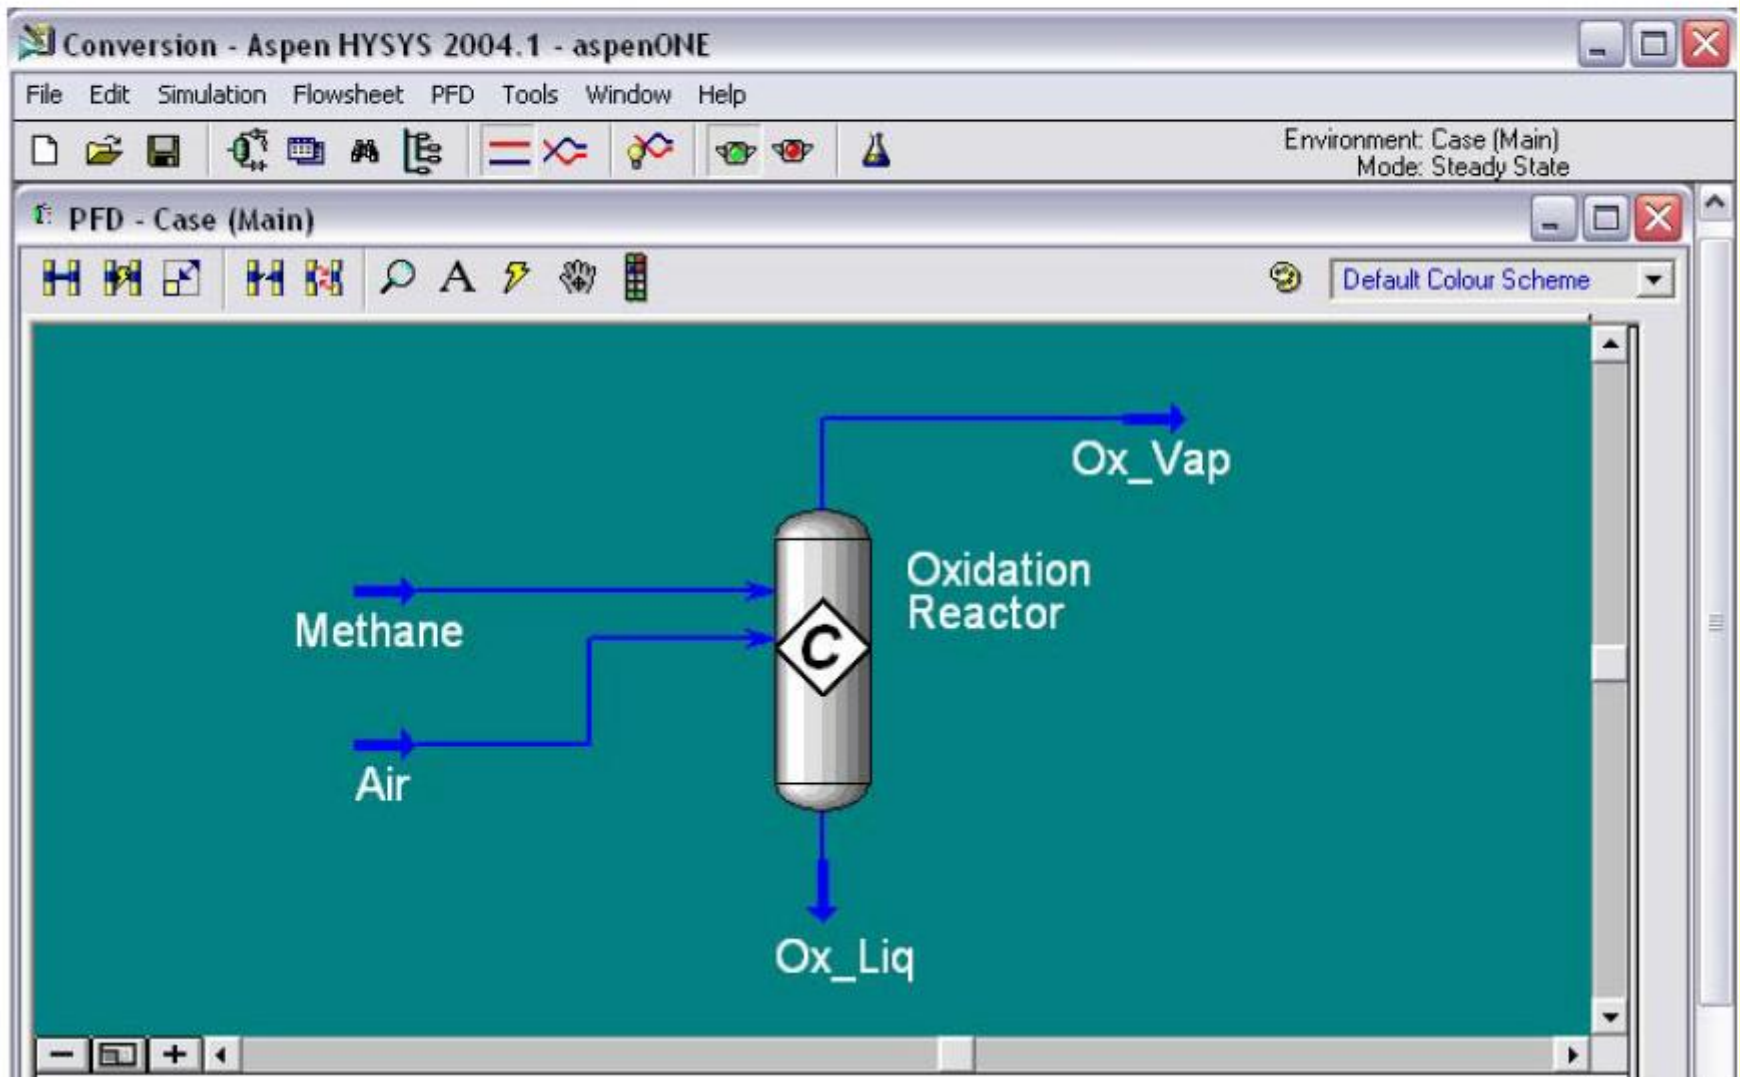 Conversion - Aspen HYSYS 2004.1 - aspenONE
File Edit Simulation Flowsheet PFD Tools Window Help
Environment: Case (Main)
Mode: Steady State
PFD - Case (Main)
A
Default Colour Scheme
Ox_Vap
Oxidation
Reactor
Methane
C
Air
Ox_Liq